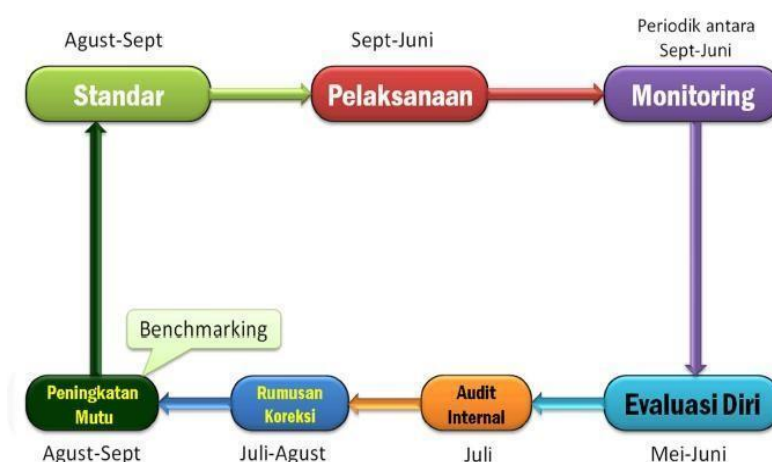 Agust-Sept
Sept-Juni
Periodik antara
Sept-Juni
Standar
Pelaksanaan
Monitoring
Benchmarking
Peningkatan
Mutu
Rumusan
Koreksi
Audit
Internal
Evaluasi Diri
Agust-Sept
Juli-Agust
Juli
Mei-Juni